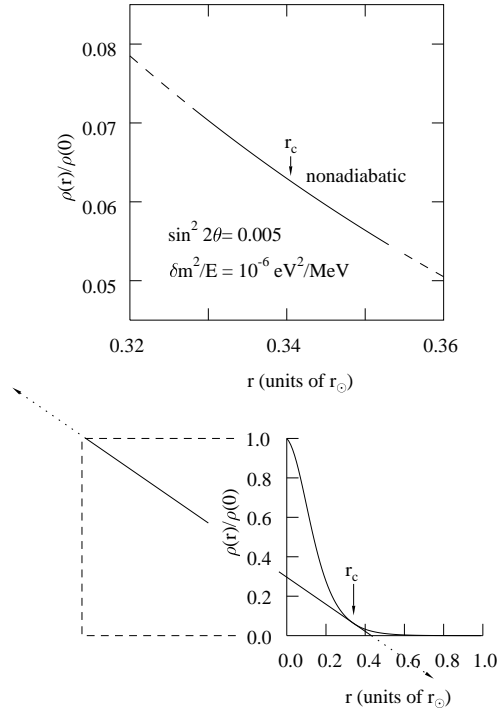 0.08
0.07
0.06
0.05
ρ(r)/ρ(0)
r_c
nonadiabatic
sin² 2θ= 0.005
δm²/E = 10⁻⁶ eV²/MeV
0.32 0.34 0.36
r (units of r_⊙)
1.0
0.8
0.6
0.4
0.2
0.0
ρ(r)/ρ(0)
r_c
0.0 0.2 0.4 0.6 0.8 1.0
r (units of r_⊙)